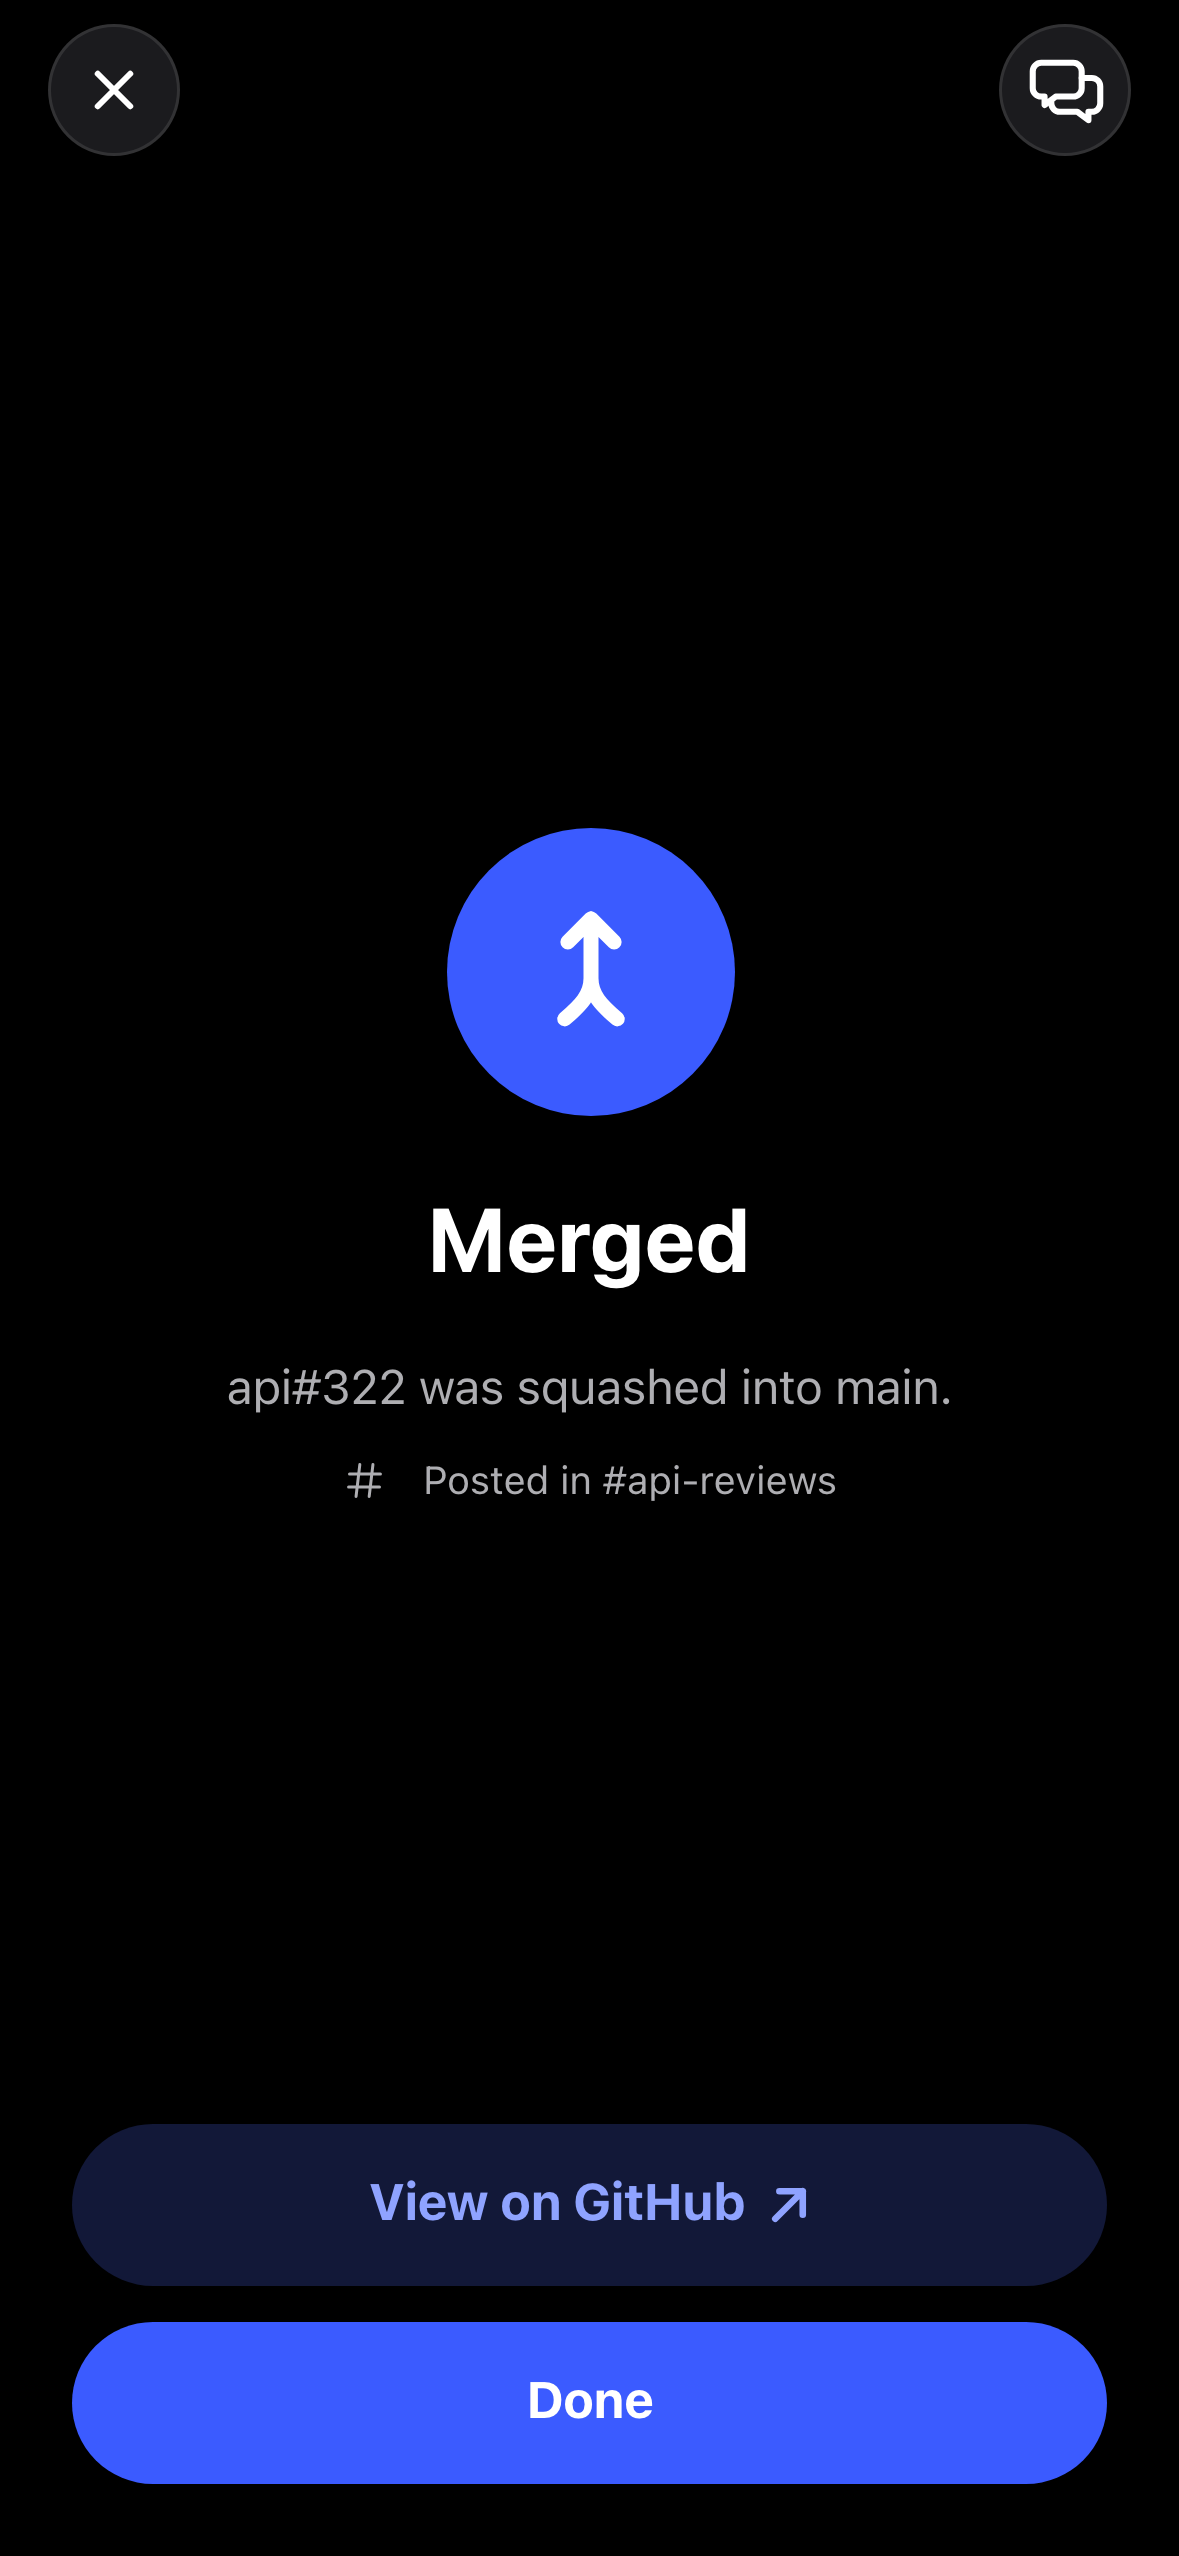 Merged
api#322 was squashed into main.
# Posted in #api-reviews
View on GitHub ↗
Done